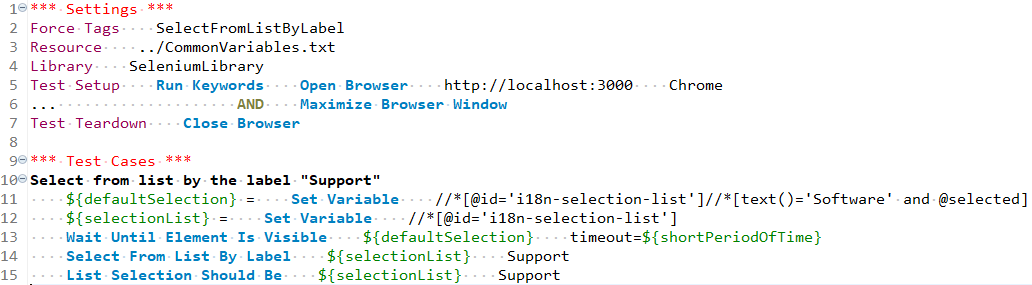 1 *** Settings ***
2 Force Tags    SelectFromListByLabel
3 Resource    ../CommonVariables.txt
4 Library    SeleniumLibrary
5 Test Setup    Run Keywords    Open Browser    http://localhost:3000    Chrome
6 ...                    AND    Maximize Browser Window
7 Test Teardown    Close Browser
8
9 *** Test Cases ***
10 Select from list by the label "Support"
11     ${defaultSelection} =    Set Variable    //*[@id='i18n-selection-list']//*[text()='Software' and @selected]
12     ${selectionList} =    Set Variable    //*[@id='i18n-selection-list']
13     Wait Until Element Is Visible    ${defaultSelection}    timeout=${shortPeriodOfTime}
14     Select From List By Label    ${selectionList}    Support
15     List Selection Should Be    ${selectionList}    Support